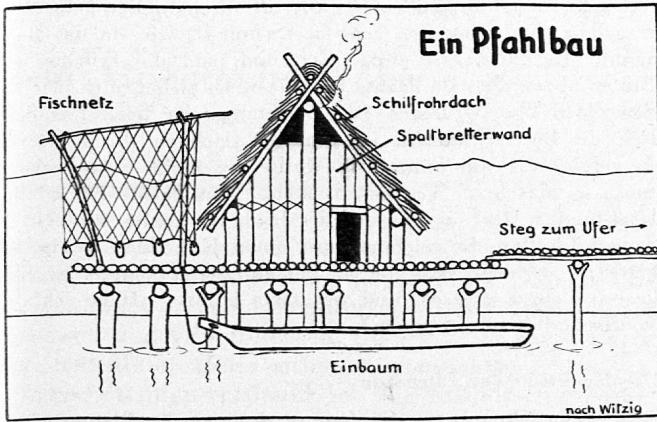 Ein Pfahlbau
Fischnetz
Schilfrohrdach
Spaltbretterwand
Steg zum Ufer
Einbaum
nach Witzig